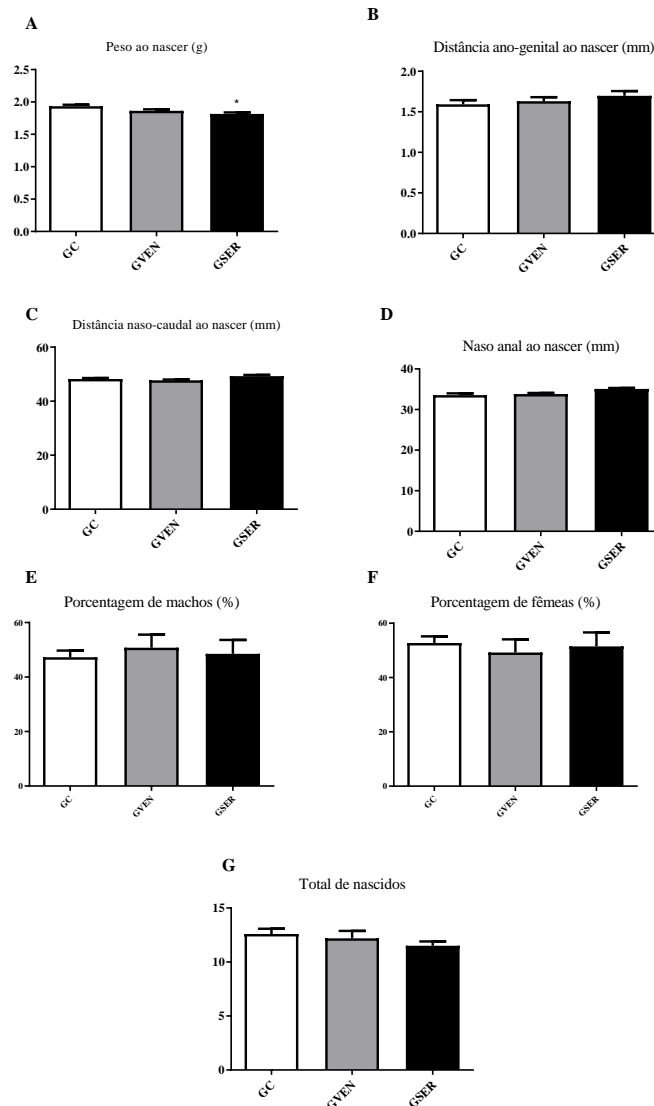 A
Peso ao nascer (g)
2.5
2.0
1.5
1.0
0.5
0.0
*
GC
GVEN
GSER
B
Distância ano-genital ao nascer (mm)
2.0
1.5
1.0
0.5
0.0
GC
GVEN
GSER
C
Distância naso-caudal ao nascer (mm)
60
40
20
0
GC
GVEN
GSER
D
Naso anal ao nascer (mm)
40
30
20
10
0
GC
GVEN
GSER
E
Porcentagem de machos (%)
60
40
20
0
GC
GVEN
GSER
F
Porcentagem de fêmeas (%)
60
40
20
0
GC
GVEN
GSER
G
Total de nascidos
15
10
5
0
GC
GVEN
GSER